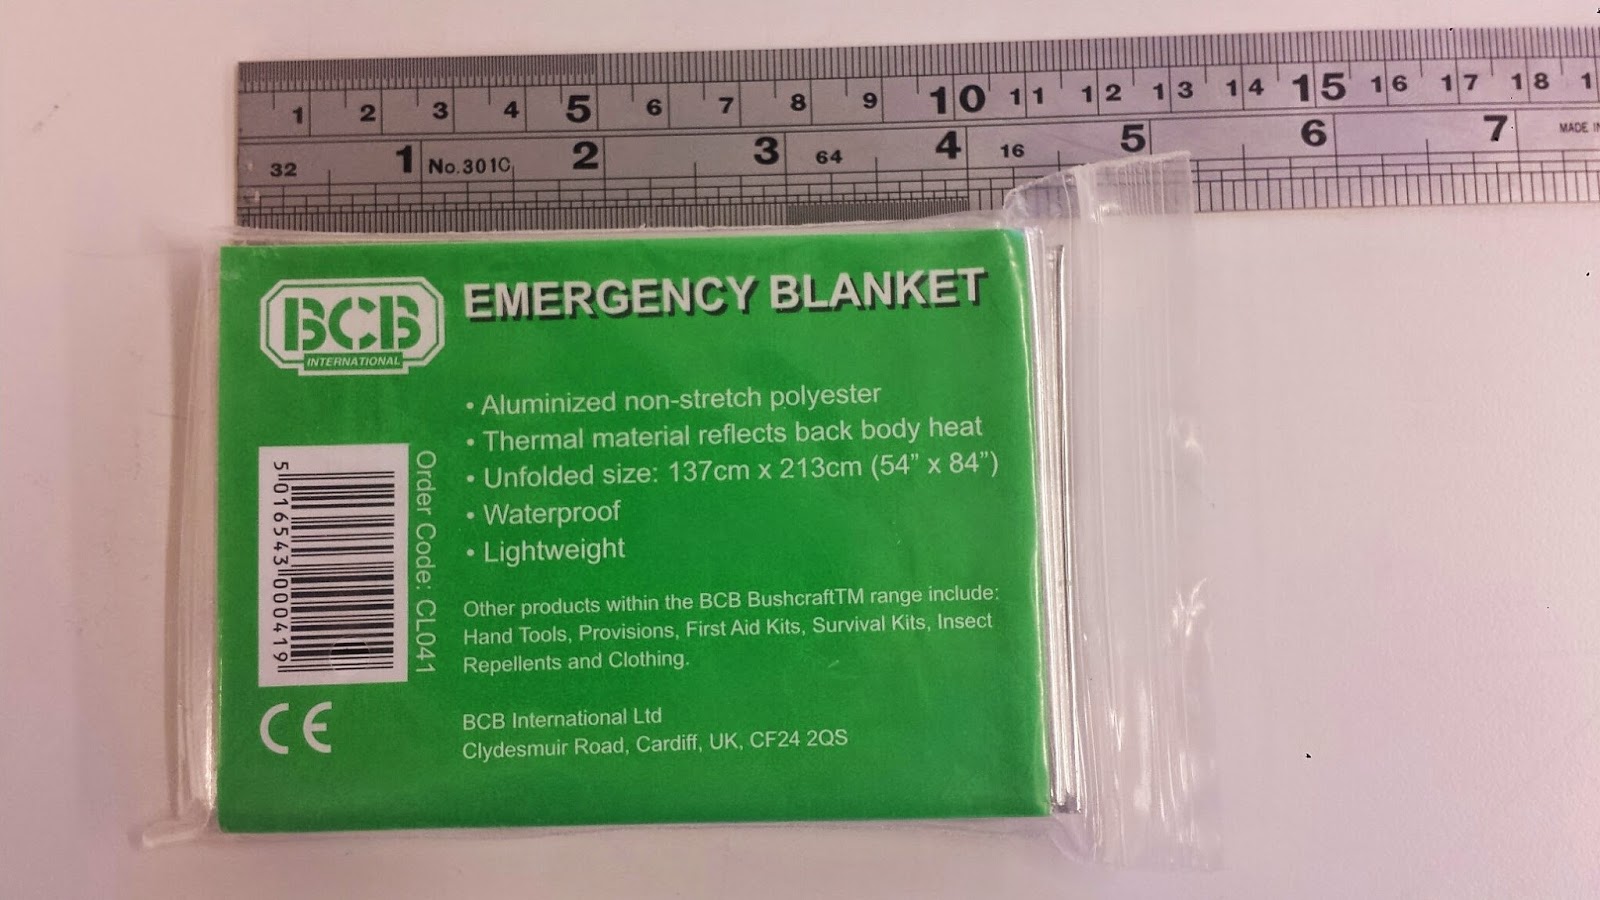 1 2 3 4 5 6 7 8 9 10 11 12 13 14 15 16 17 18 1
32 1 No.301C 2 3 64 4 16 5 6 7 MADE IN
BCB
INTERNATIONAL
EMERGENCY BLANKET
• Aluminized non-stretch polyester
• Thermal material reflects back body heat
• Unfolded size: 137cm x 213cm (54” x 84”)
• Waterproof
• Lightweight
Order Code: CL041
5 016543 000419
Other products within the BCB BushcraftTM range include:
Hand Tools, Provisions, First Aid Kits, Survival Kits, Insect
Repellents and Clothing.
CE
BCB International Ltd
Clydesmuir Road, Cardiff, UK, CF24 2QS